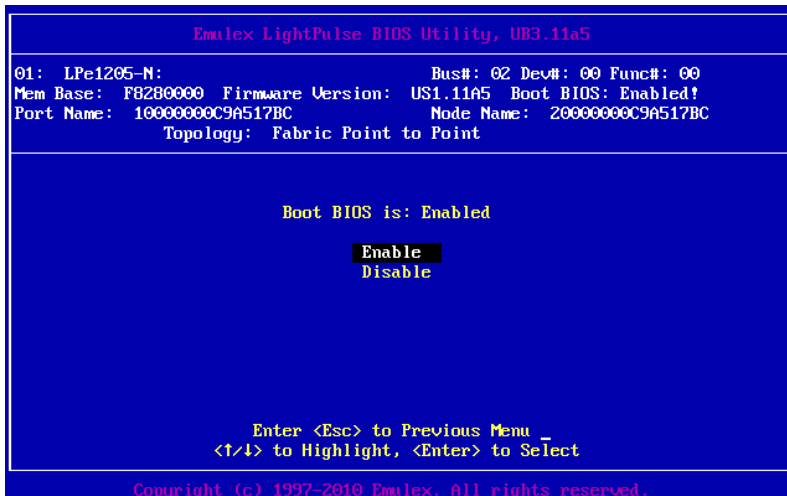 Emulex LightPulse BIOS Utility, UB3.11a5
01: LPe1205-N: Bus#: 02 Dev#: 00 Func#: 00
Mem Base: F8280000 Firmware Version: US1.11A5 Boot BIOS: Enabled!
Port Name: 10000000C9A517BC Node Name: 20000000C9A517BC
Topology: Fabric Point to Point
Boot BIOS is: Enabled
Enable
Disable
Enter <Esc> to Previous Menu _
<↑/↓> to Highlight, <Enter> to Select
Copyright (c) 1997-2010 Emulex. All rights reserved.